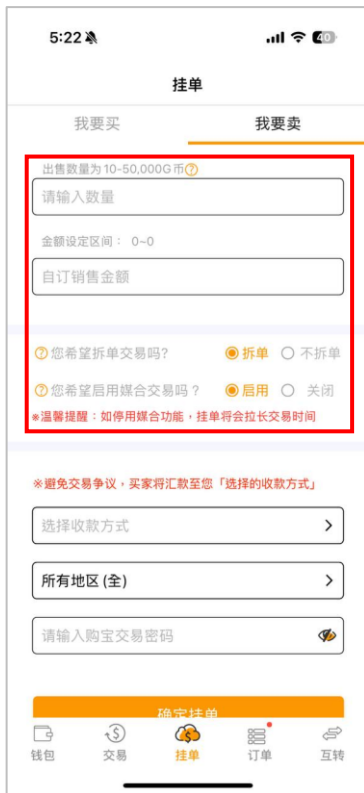 5:22
40
挂单
我要买 我要卖
出售数量为10-50,000G币?
请输入数量
金额设定区间： 0~0
自订销售金额
?您希望拆单交易吗? 拆单 不拆单
?您希望启用媒合交易吗？ 启用 关闭
*温馨提醒：如停用媒合功能，挂单将会拉长交易时间
※避免交易争议，买家将汇款至您「选择的收款方式」
选择收款方式
所有地区 (全)
请输入购宝交易密码
确定挂单
钱包 交易 挂单 订单 互转